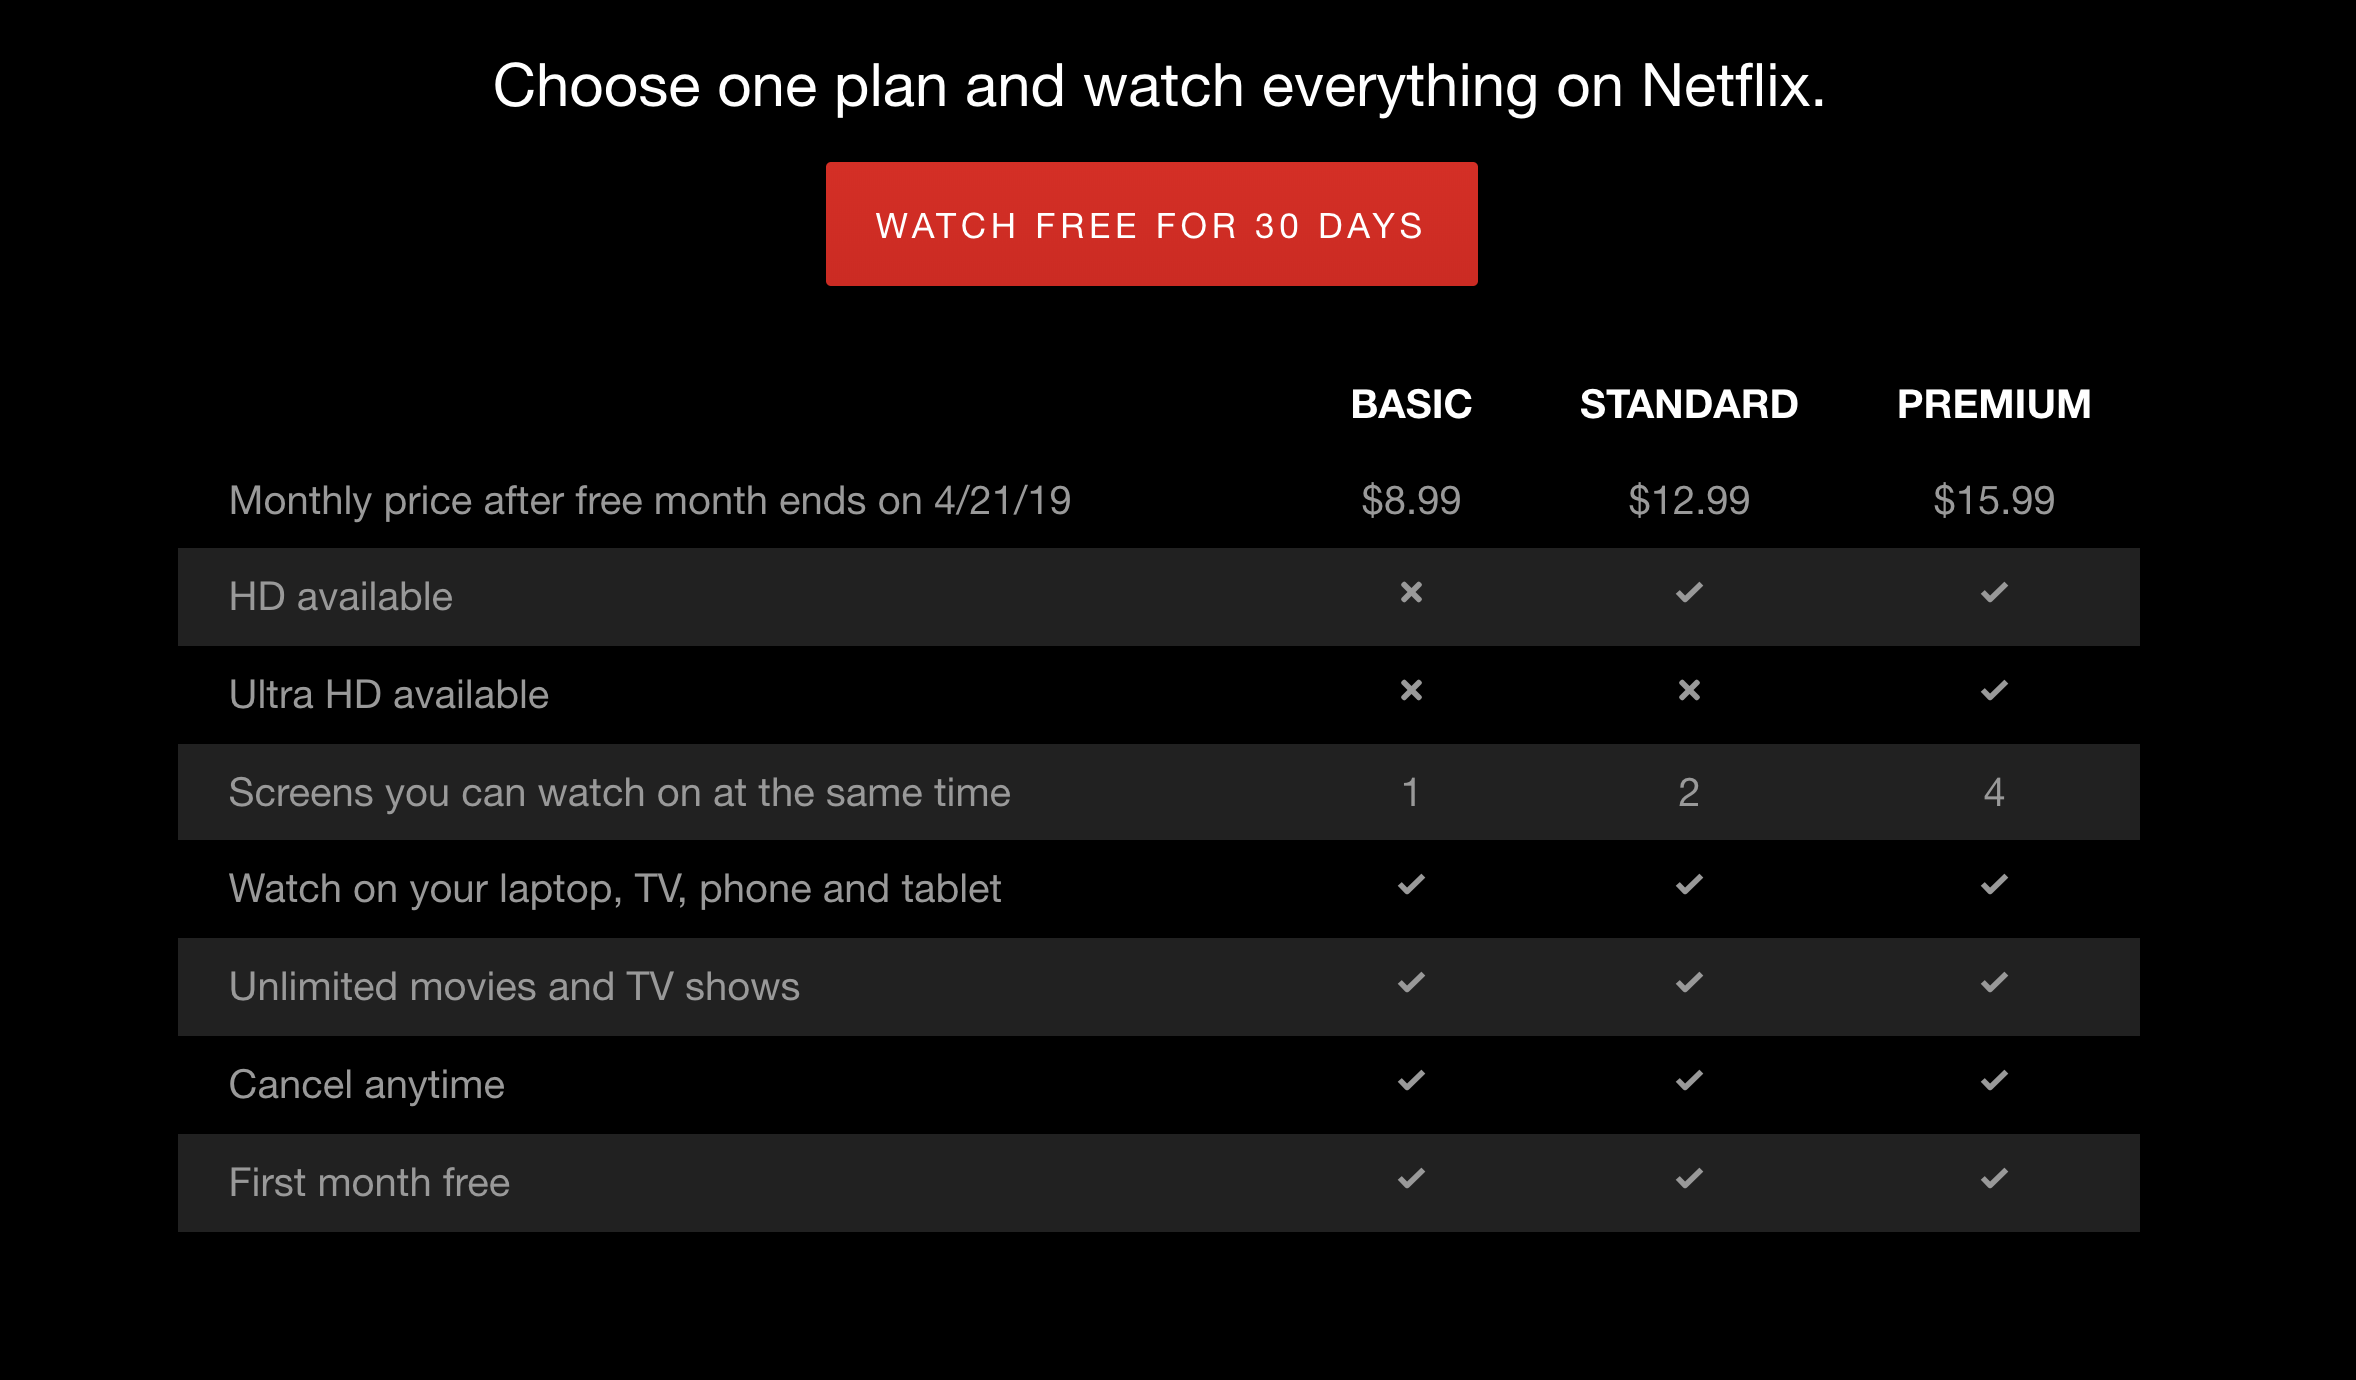 Choose one plan and watch everything on Netflix.
WATCH FREE FOR 30 DAYS
BASIC STANDARD PREMIUM
Monthly price after free month ends on 4/21/19 $8.99 $12.99 $15.99
HD available
Ultra HD available
Screens you can watch on at the same time 1 2 4
Watch on your laptop, TV, phone and tablet
Unlimited movies and TV shows
Cancel anytime
First month free